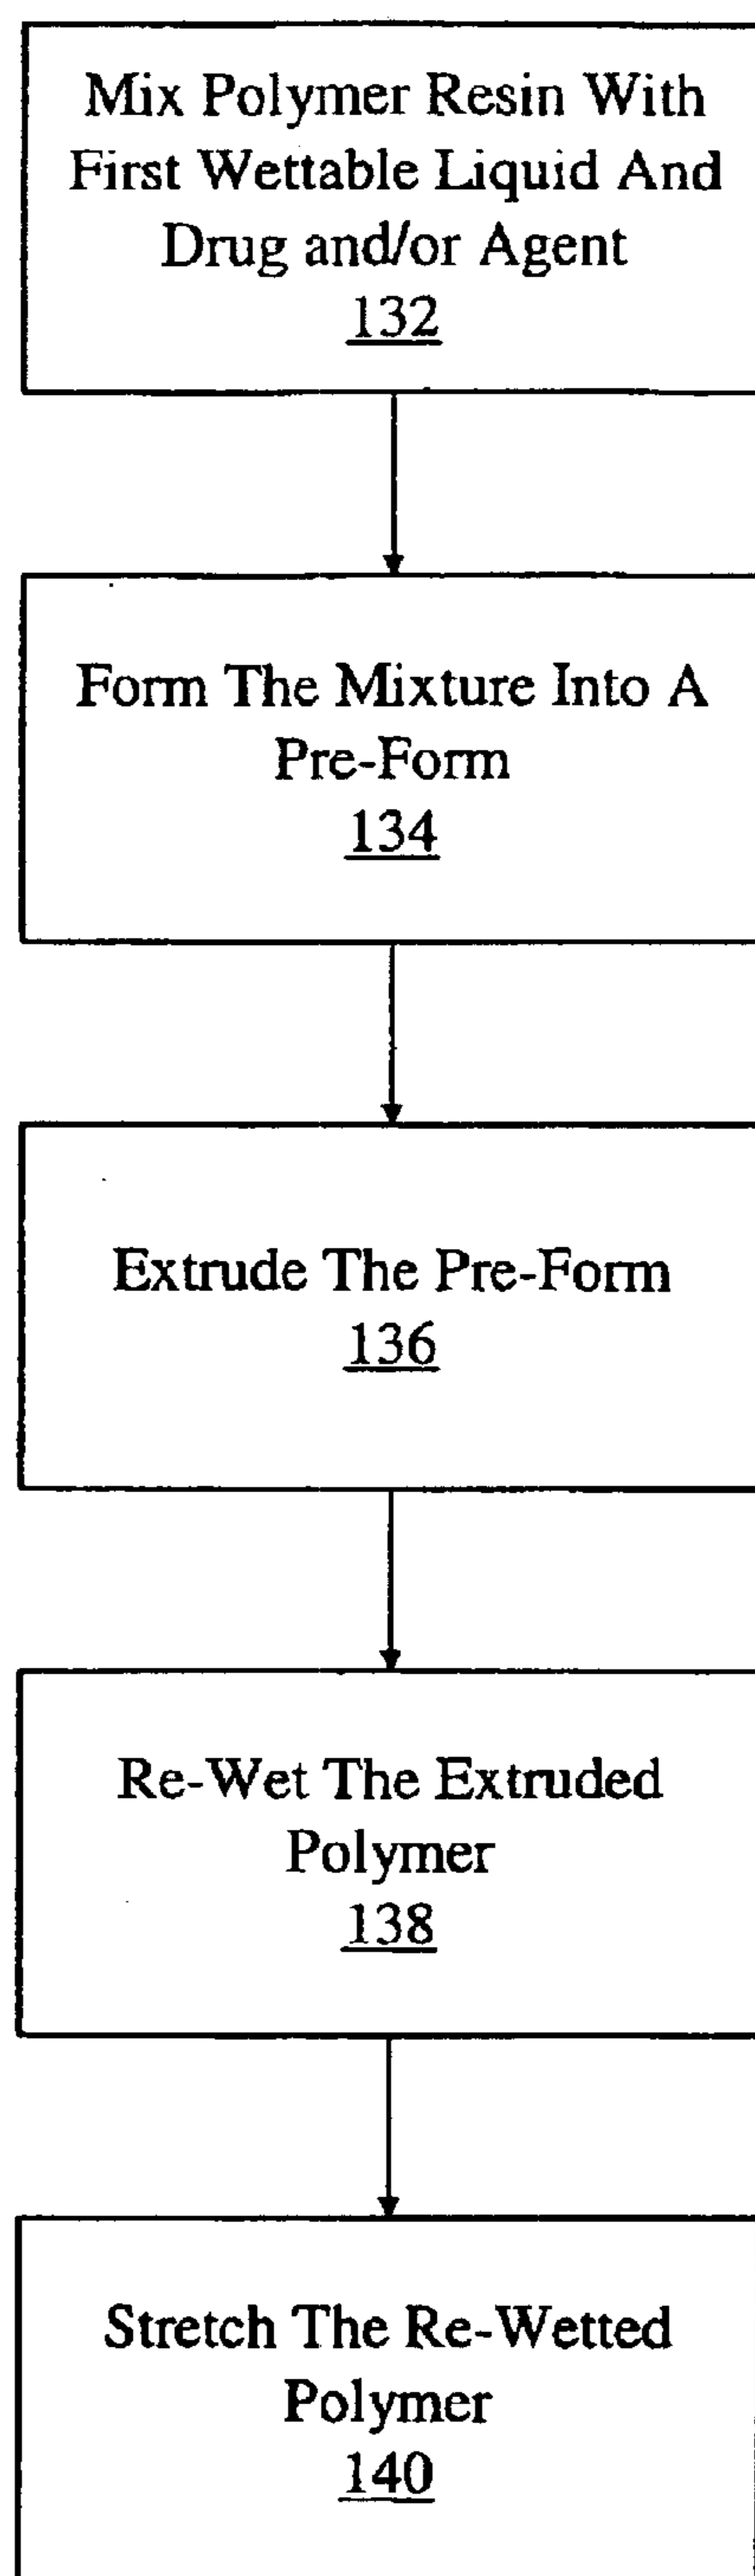 Mix Polymer Resin With
First Wettable Liquid And
Drug and/or Agent
132
Form The Mixture Into A
Pre-Form
134
Extrude The Pre-Form
136
Re-Wet The Extruded
Polymer
138
Stretch The Re-Wetted
Polymer
140